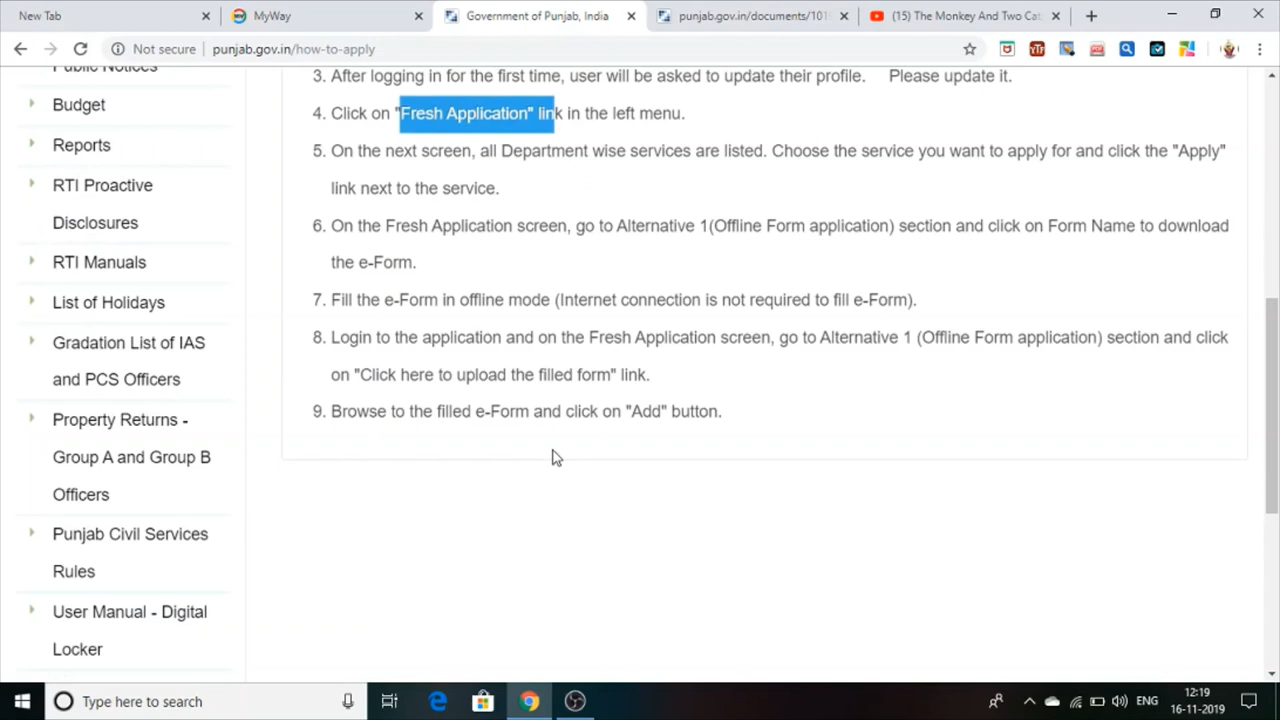 New Tab
MyWay
Government of Punjab, India
punjab.gov.in/documents/101
(15) The Monkey And Two Cat
Not secure
punjab.gov.in/how-to-apply
Public Notices
Budget
Reports
RTI Proactive
Disclosures
RTI Manuals
List of Holidays
Gradation List of IAS
and PCS Officers
Property Returns -
Group A and Group B
Officers
Punjab Civil Services
Rules
User Manual - Digital
Locker
3. After logging in for the first time, user will be asked to update their profile. Please update it.
4. Click on "Fresh Application" link in the left menu.
5. On the next screen, all Department wise services are listed. Choose the service you want to apply for and click the "Apply"
link next to the service.
6. On the Fresh Application screen, go to Alternative 1(Offline Form application) section and click on Form Name to download
the e-Form.
7. Fill the e-Form in offline mode (Internet connection is not required to fill e-Form).
8. Login to the application and on the Fresh Application screen, go to Alternative 1 (Offline Form application) section and click
on "Click here to upload the filled form" link.
9. Browse to the filled e-Form and click on "Add" button.
Type here to search
ENG
12:19
16-11-2019